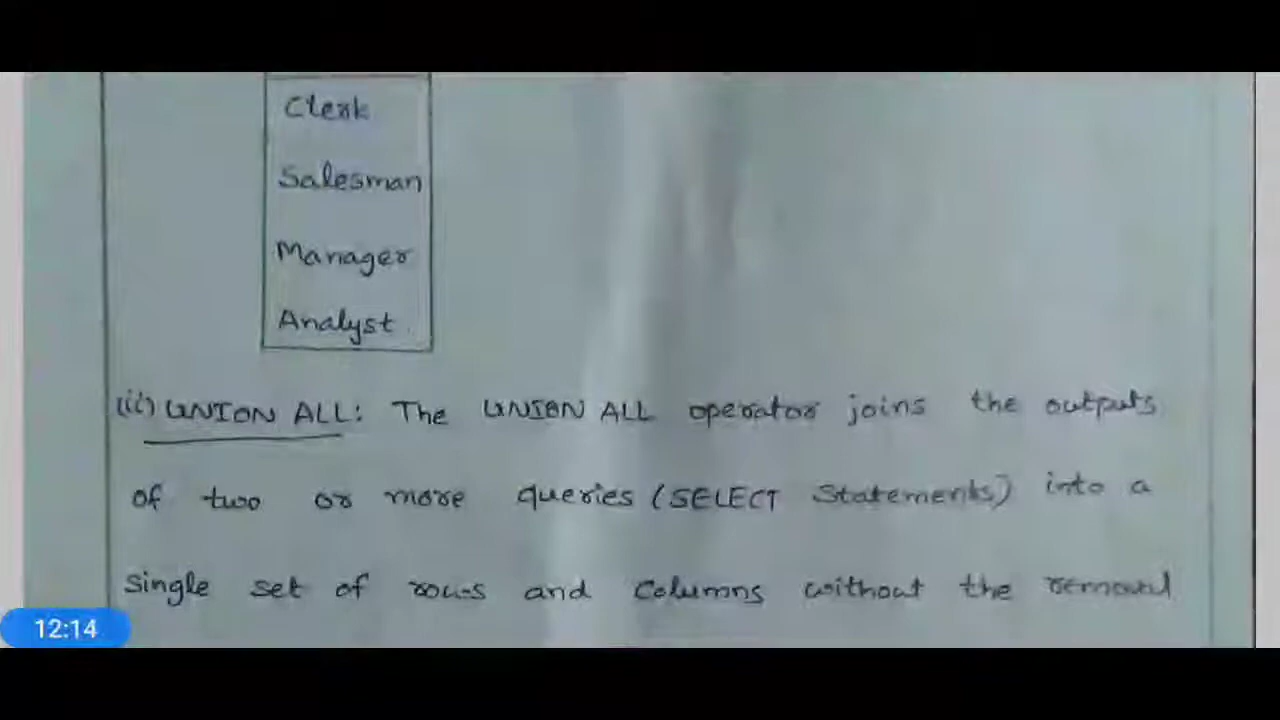 Clerk
Salesman
Manager
Analyst
(ii) UNION ALL: The UNION ALL operator joins the outputs
of two or more queries (SELECT Statements) into a
single set of rows and columns without the removal
12:14